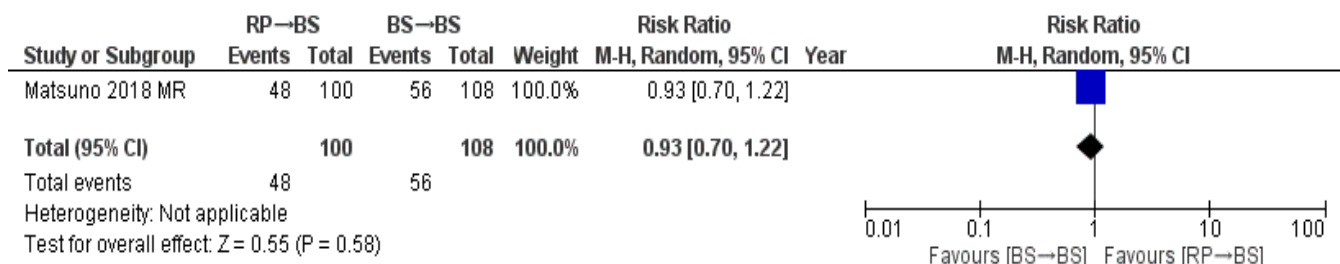 RP→BS BS→BS Risk Ratio Risk Ratio
Study or Subgroup Events Total Events Total Weight M-H, Random, 95% CI Year M-H, Random, 95% CI
Matsuno 2018 MR 48 100 56 108 100.0% 0.93 [0.70, 1.22]
Total (95% CI) 100 108 100.0% 0.93 [0.70, 1.22]
Total events 48 56
Heterogeneity: Not applicable
Test for overall effect: Z = 0.55 (P = 0.58)
0.01 0.1 1 10 100
Favours [BS→BS] Favours [RP→BS]